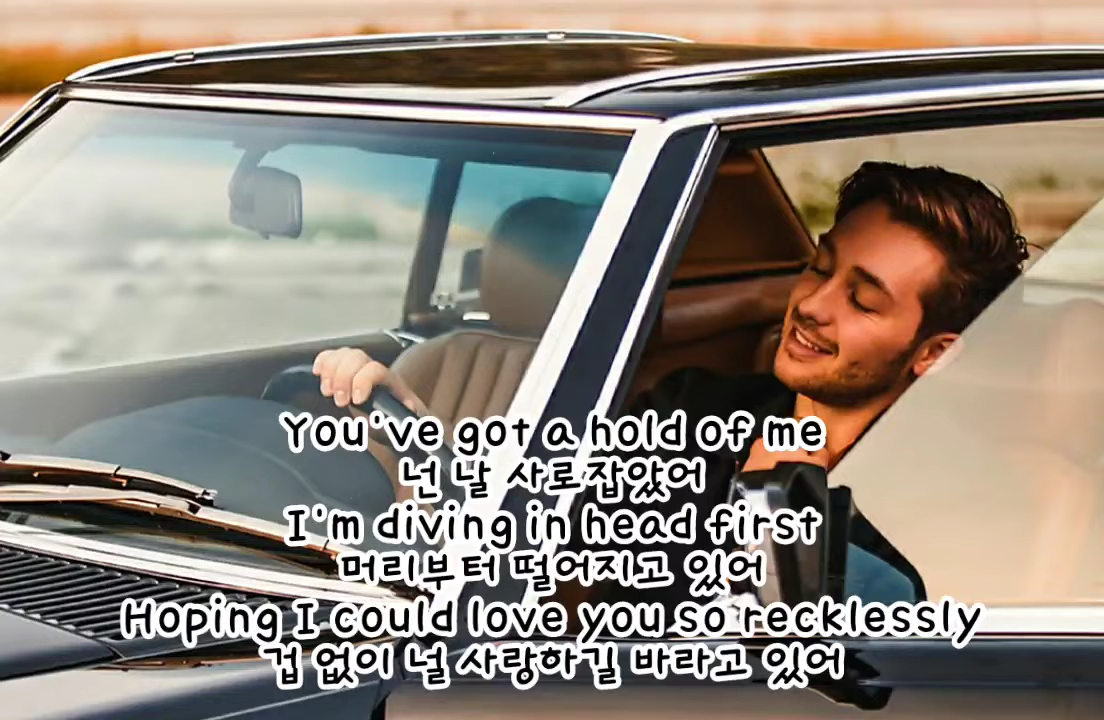 You've got a hold of me
넌 날 사로잡았어
I'm diving in head first
머리부터 떨어지고 있어
Hoping I could love you so recklessly
겁 없이 널 사랑하길 바라고 있어